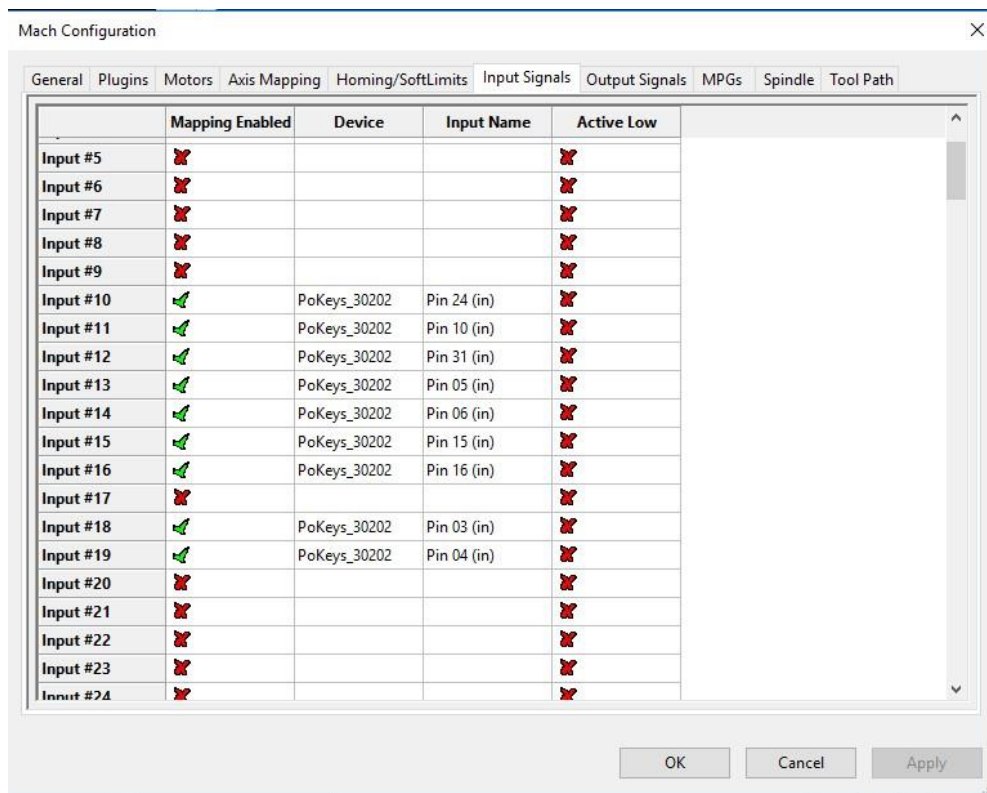 Mach Configuration
General Plugins Motors Axis Mapping Homing/SoftLimits Input Signals Output Signals MPGs Spindle Tool Path
Mapping Enabled Device Input Name Active Low
Input #5
Input #6
Input #7
Input #8
Input #9
Input #10 PoKeys_30202 Pin 24 (in)
Input #11 PoKeys_30202 Pin 10 (in)
Input #12 PoKeys_30202 Pin 31 (in)
Input #13 PoKeys_30202 Pin 05 (in)
Input #14 PoKeys_30202 Pin 06 (in)
Input #15 PoKeys_30202 Pin 15 (in)
Input #16 PoKeys_30202 Pin 16 (in)
Input #17
Input #18 PoKeys_30202 Pin 03 (in)
Input #19 PoKeys_30202 Pin 04 (in)
Input #20
Input #21
Input #22
Input #23
Input #24
OK Cancel Apply